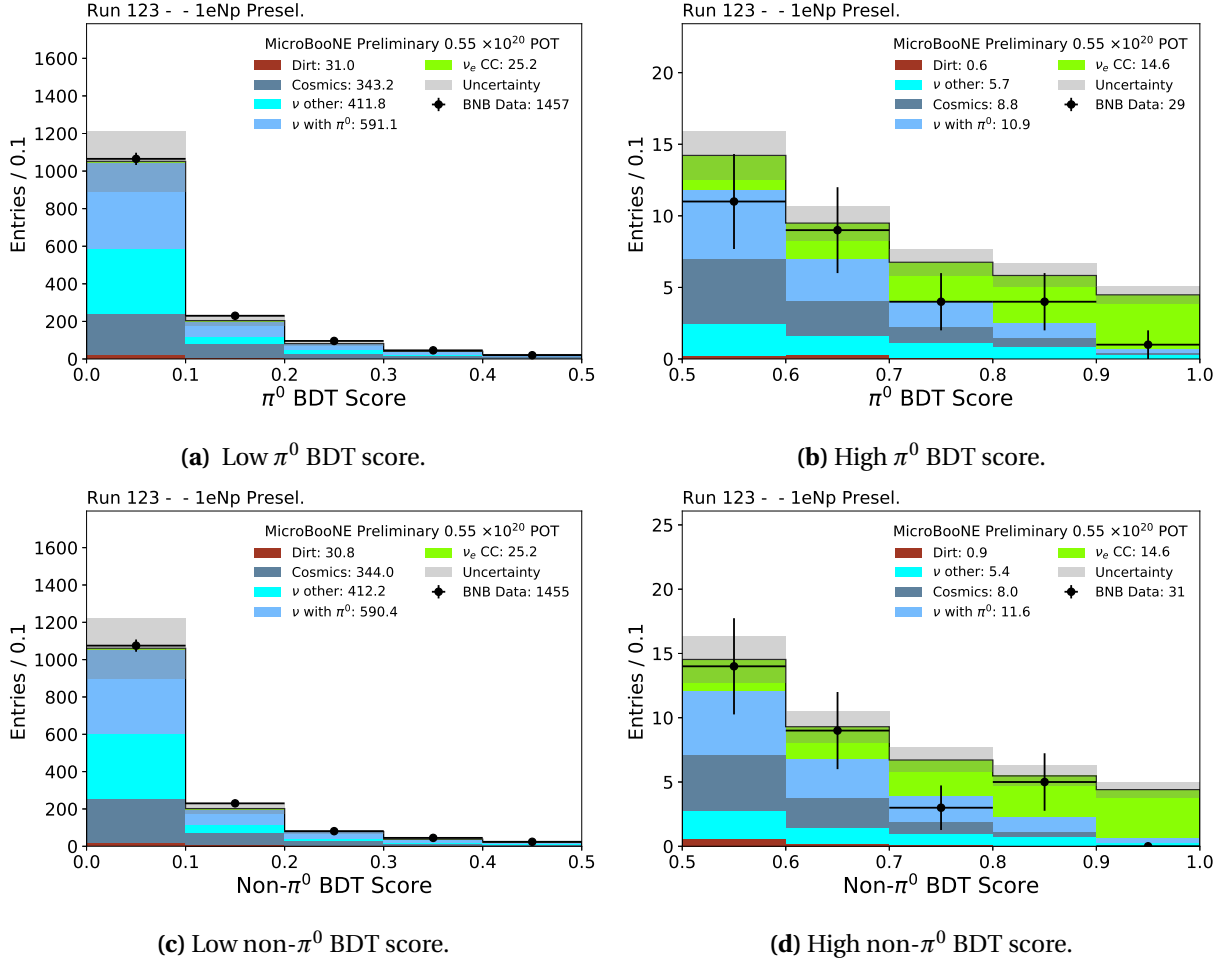 Run 123 - - 1eNp Presel.
MicroBooNE Preliminary 0.55 ×10²⁰ POT
Dirt: 31.0
Cosmics: 343.2
ν other: 411.8
ν with π⁰: 591.1
νₑ CC: 25.2
Uncertainty
BNB Data: 1457
Entries / 0.1
1600
1400
1200
1000
800
600
400
200
0
0.0 0.1 0.2 0.3 0.4 0.5
π⁰ BDT Score
(a) Low π⁰ BDT score.
Run 123 - - 1eNp Presel.
MicroBooNE Preliminary 0.55 ×10²⁰ POT
Dirt: 0.6
ν other: 5.7
Cosmics: 8.8
ν with π⁰: 10.9
νₑ CC: 14.6
Uncertainty
BNB Data: 29
Entries / 0.1
20
15
10
5
0
0.5 0.6 0.7 0.8 0.9 1.0
π⁰ BDT Score
(b) High π⁰ BDT score.
Run 123 - - 1eNp Presel.
MicroBooNE Preliminary 0.55 ×10²⁰ POT
Dirt: 30.8
Cosmics: 344.0
ν other: 412.2
ν with π⁰: 590.4
νₑ CC: 25.2
Uncertainty
BNB Data: 1455
Entries / 0.1
1600
1400
1200
1000
800
600
400
200
0
0.0 0.1 0.2 0.3 0.4 0.5
Non-π⁰ BDT Score
(c) Low non-π⁰ BDT score.
Run 123 - - 1eNp Presel.
MicroBooNE Preliminary 0.55 ×10²⁰ POT
Dirt: 0.9
ν other: 5.4
Cosmics: 8.0
ν with π⁰: 11.6
νₑ CC: 14.6
Uncertainty
BNB Data: 31
Entries / 0.1
25
20
15
10
5
0
0.5 0.6 0.7 0.8 0.9 1.0
Non-π⁰ BDT Score
(d) High non-π⁰ BDT score.